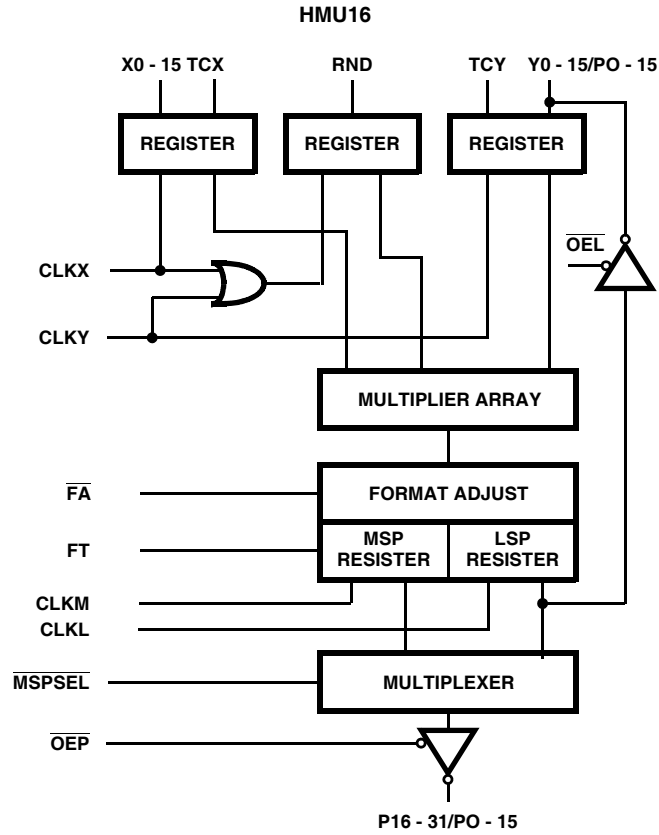 HMU16
X0 - 15 TCX RND TCY Y0 - 15/PO - 15
REGISTER REGISTER REGISTER
OEL
CLKX
CLKY
MULTIPLIER ARRAY
FA FORMAT ADJUST
FT MSP RESISTER LSP RESISTER
CLKM
CLKL
MSPSEL MULTIPLEXER
OEP
P16 - 31/PO - 15